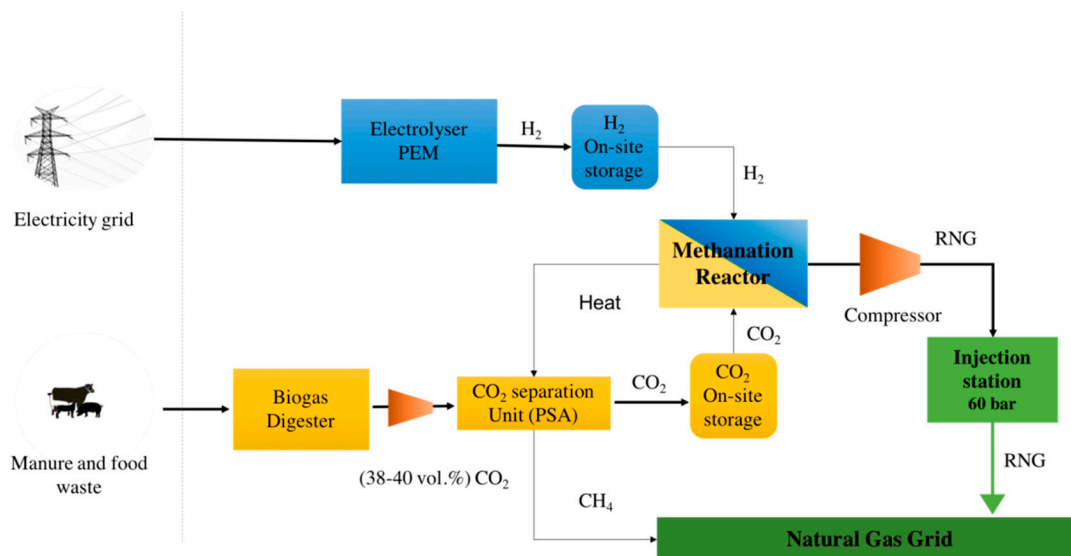 Electrolyser
PEM
H₂
H₂
On-site
storage
H₂
Electricity grid
Methanation
Reactor
RNG
Heat
Compressor
CO₂
Injection
station
60 bar
Biogas
Digester
CO₂ separation
Unit (PSA)
CO₂
CO₂
On-site
storage
Manure and food
waste
(38-40 vol.%) CO₂
RNG
CH₄
Natural Gas Grid